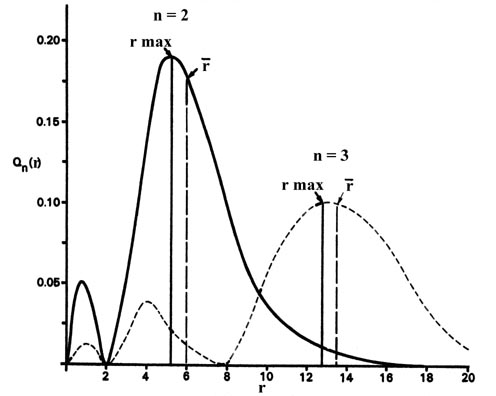 n = 2
r max
r̅
0.20
0.15
Qn(r)
n = 3
r max
r̅
0.10
0.05
2 4 6 8 10 12 14 16 18 20
r